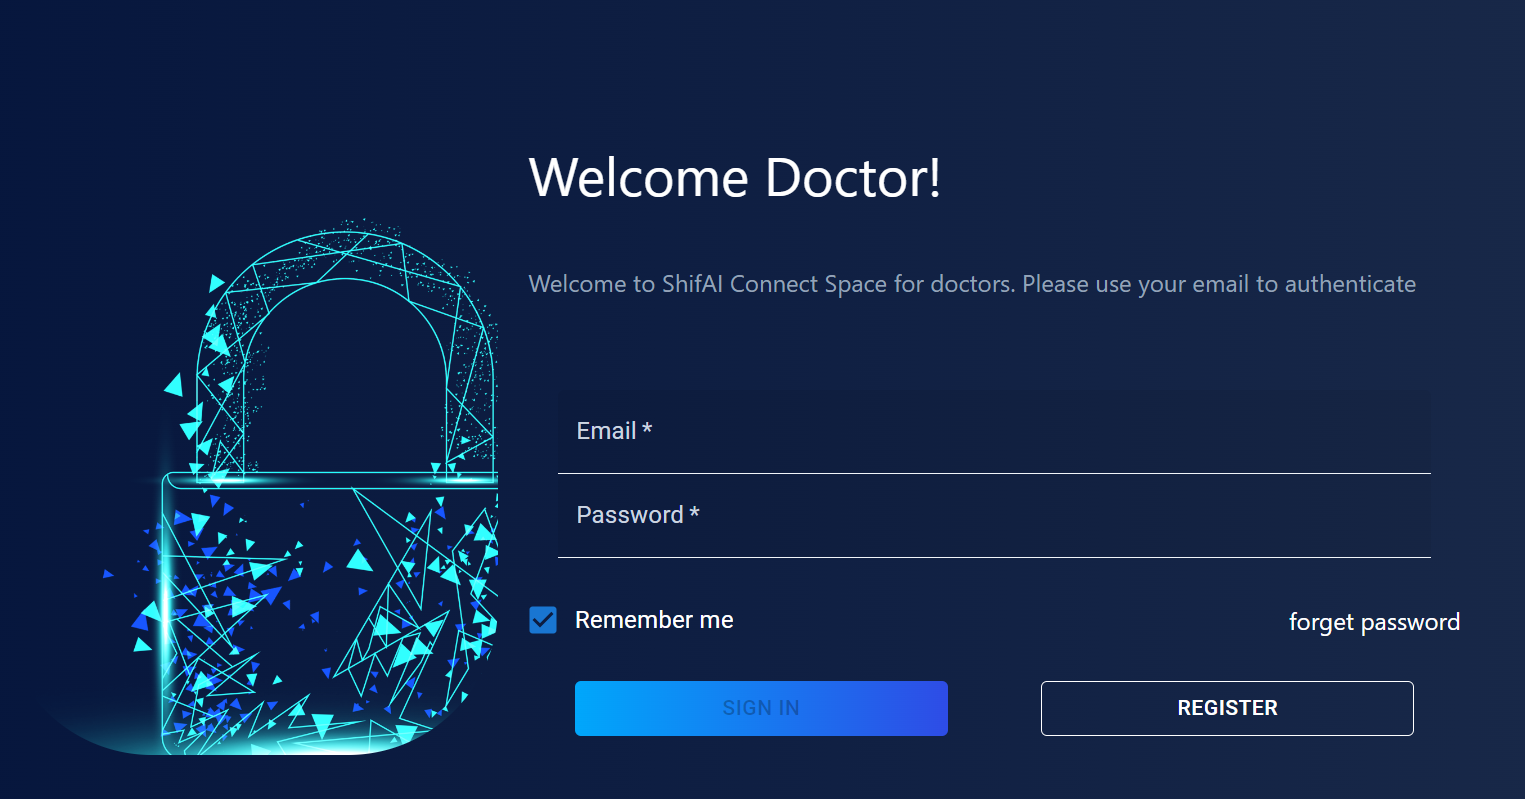 Welcome Doctor!
Welcome to ShifAI Connect Space for doctors. Please use your email to authenticate
Email *
Password *
Remember me
forget password
SIGN IN
REGISTER